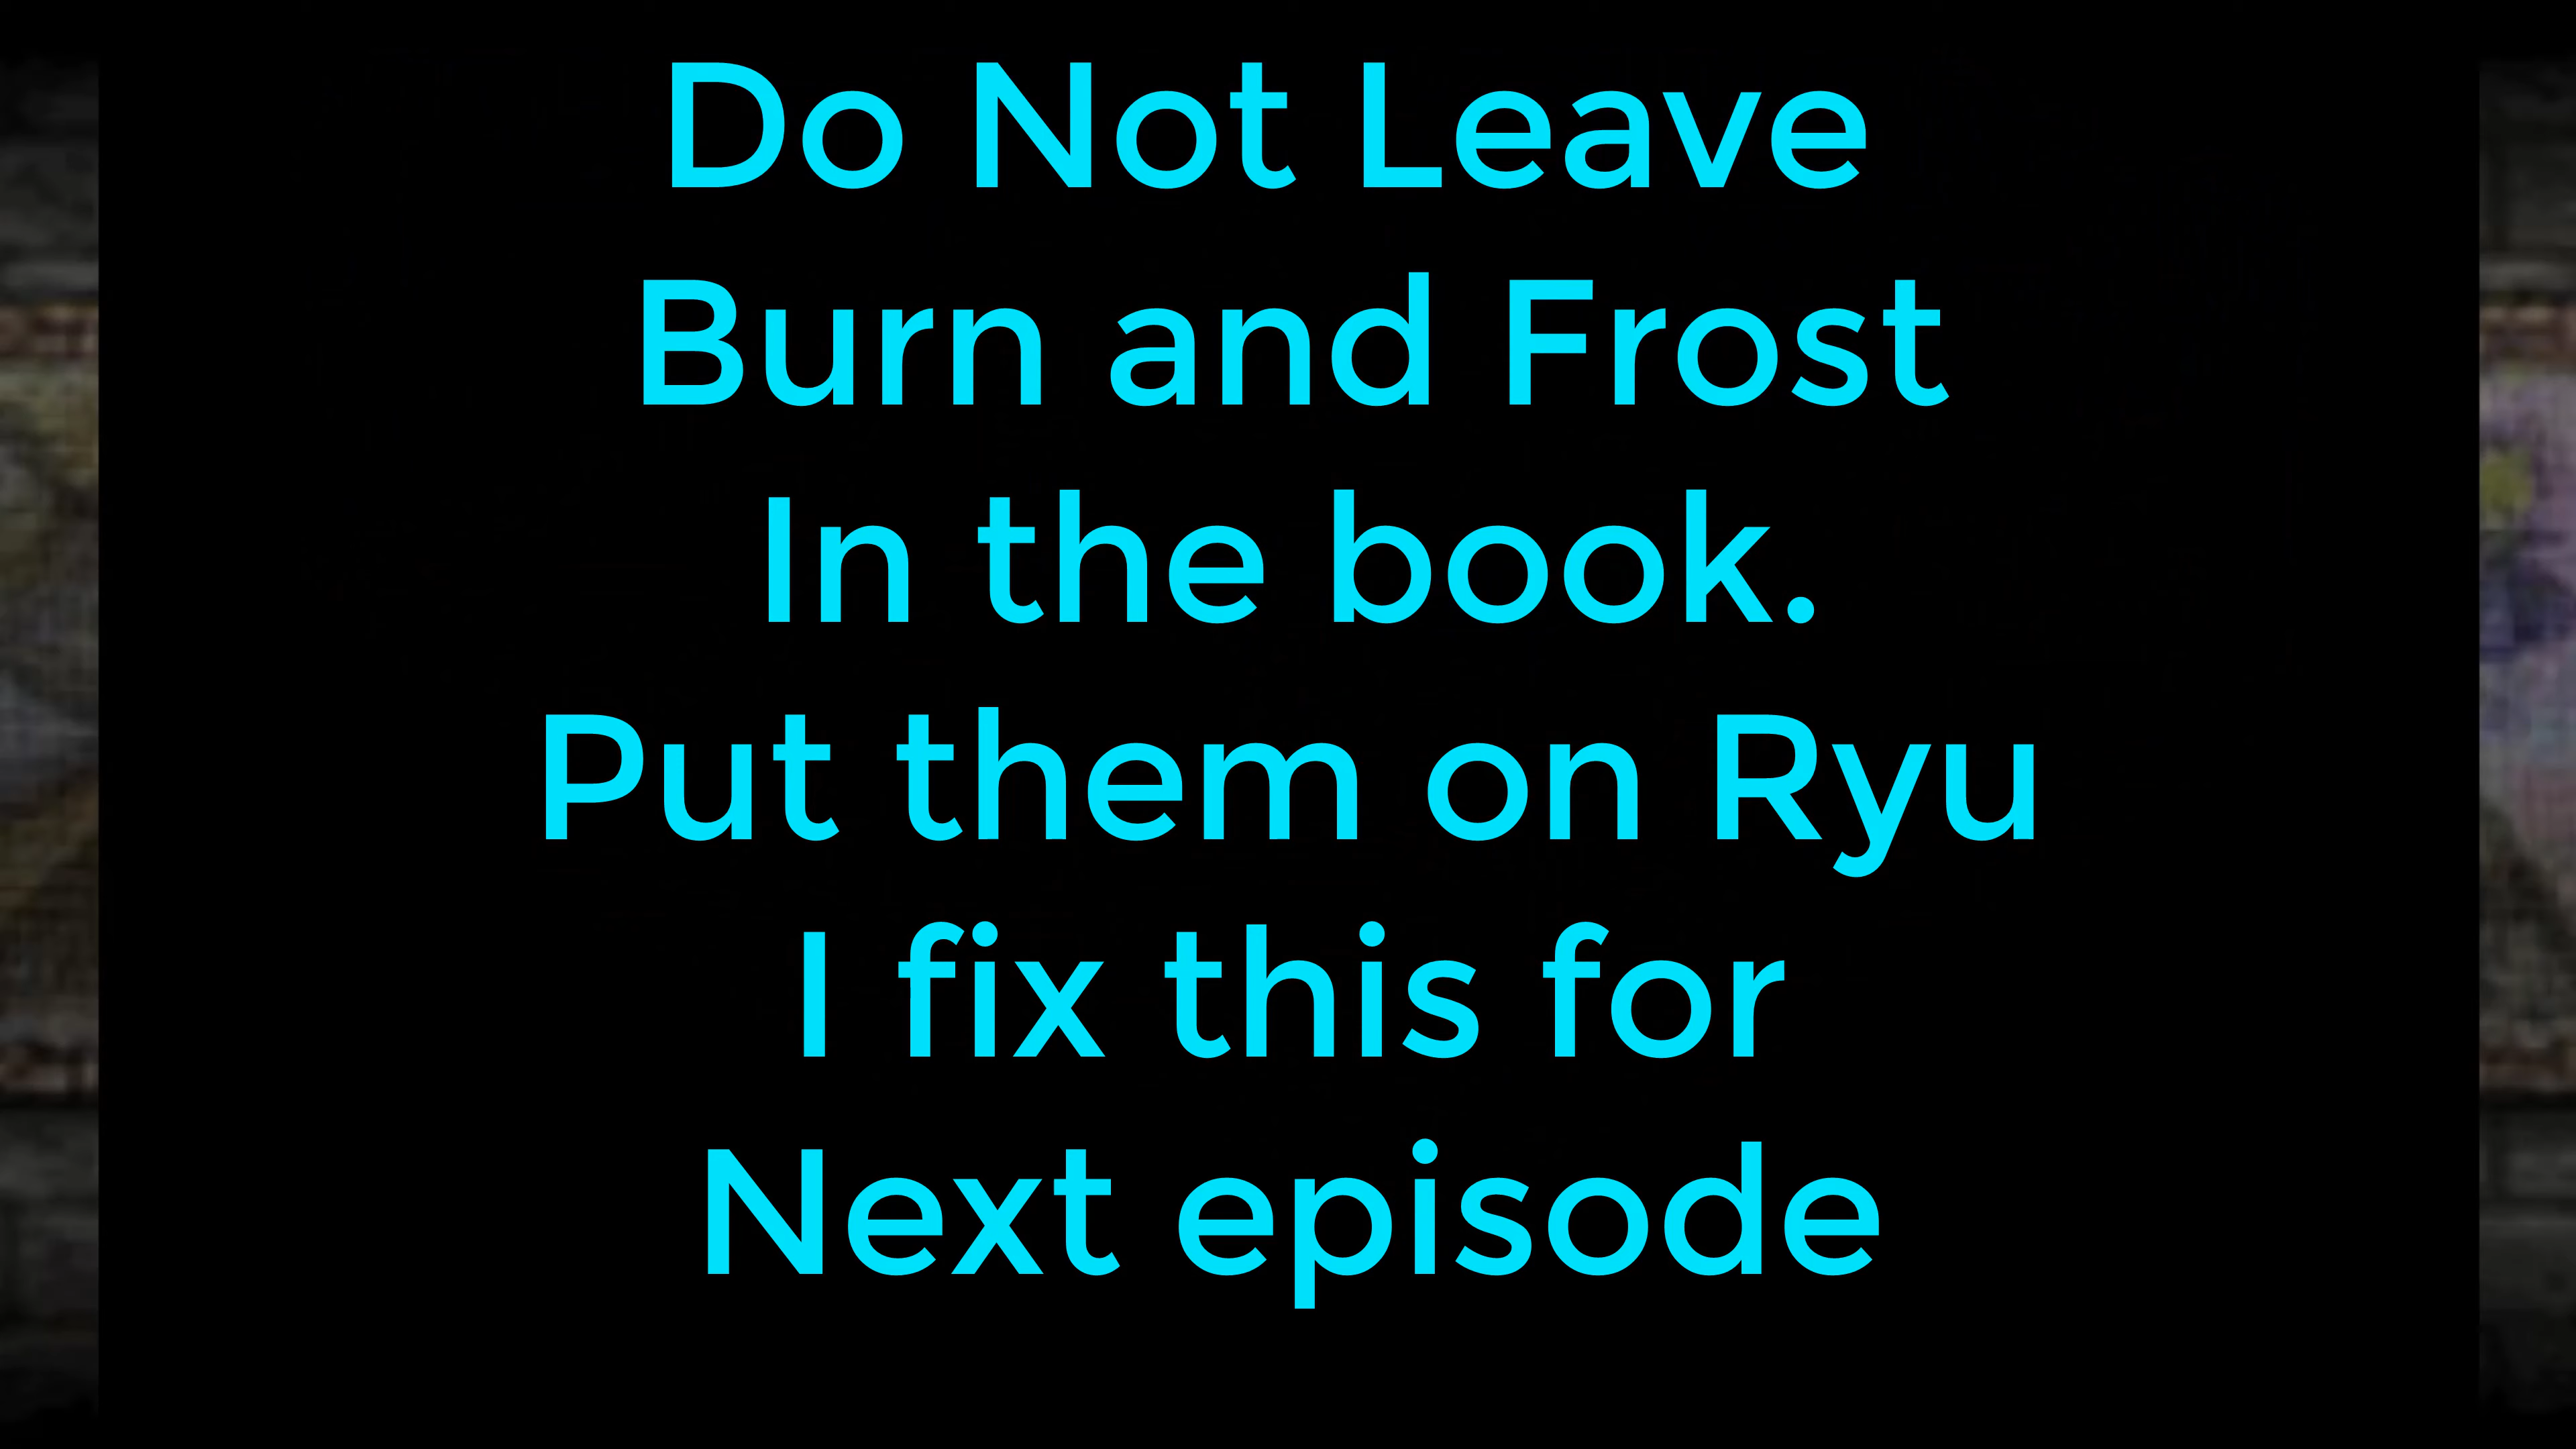 Do Not Leave
Burn and Frost
In the book.
Put them on Ryu
I fix this for
Next episode